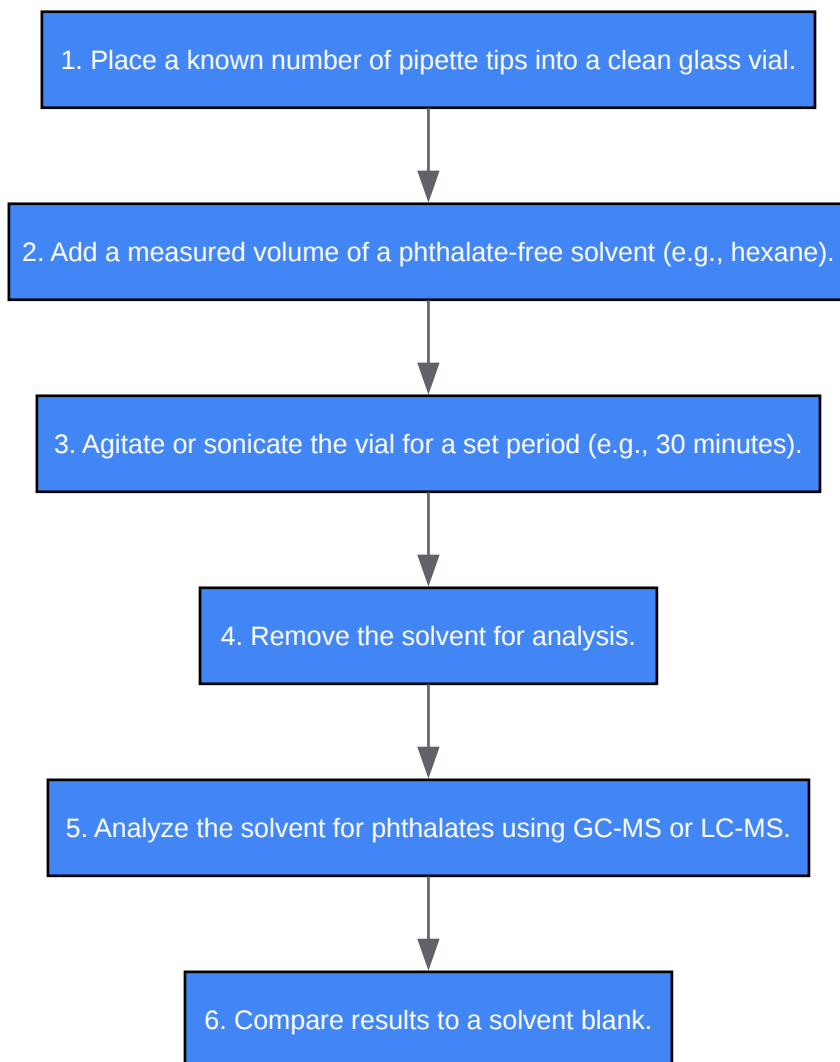 1. Place a known number of pipette tips into a clean glass vial.
2. Add a measured volume of a phthalate-free solvent (e.g., hexane).
3. Agitate or sonicate the vial for a set period (e.g., 30 minutes).
4. Remove the solvent for analysis.
5. Analyze the solvent for phthalates using GC-MS or LC-MS.
6. Compare results to a solvent blank.